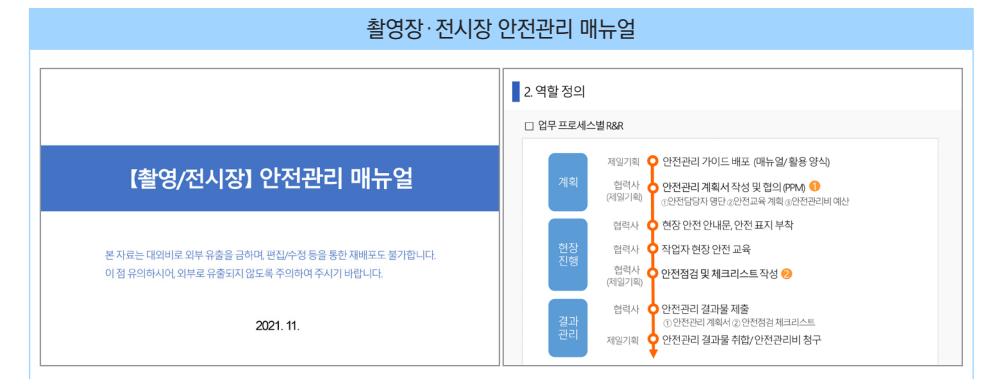 촬영장·전시장 안전관리 매뉴얼
【촬영/전시장】 안전관리 매뉴얼
본 자료는 대외비로 외부 유출을 금하며, 편집/수정 등을 통한 재배포도 불가합니다.
이 점 유의하시어, 외부로 유출되지 않도록 주의하여 주시기 바랍니다.
2021. 11.
2. 역할 정의
□ 업무 프로세스별 R&R
계획
제일기획 안전관리 가이드 배포 (매뉴얼/ 활용 양식)
협력사 안전관리 계획서 작성 및 협의 (PPM) ❶
(제일기획) ①안전담당자 명단 ②안전교육 계획 ③안전관리비 예산
현장
진행
협력사 현장 안전 안내문, 안전 표지 부착
협력사 작업자 현장 안전 교육
협력사
(제일기획) 안전점검 및 체크리스트 작성 ❷
결과
관리
협력사 안전관리 결과물 제출
① 안전관리 계획서 ② 안전점검 체크리스트
제일기획 안전관리 결과물 취합/ 안전관리비 청구